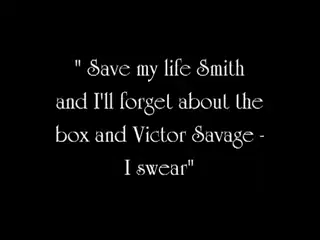 " Save my life Smith
and I'll forget about the
box and Victor Savage -
I swear"